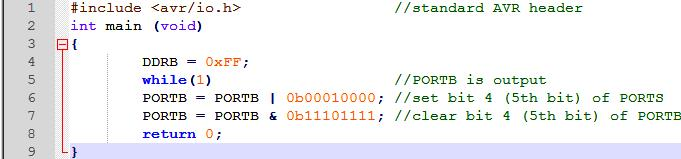 1 #include <avr/io.h> //standard AVR header
2 int main (void)
3 {
4 DDRB = 0xFF;
5 while(1) //PORTB is output
6 PORTB = PORTB | 0b00010000; //set bit 4 (5th bit) of PORTS
7 PORTB = PORTB & 0b11101111; //clear bit 4 (5th bit) of PORTB
8 return 0;
9 }